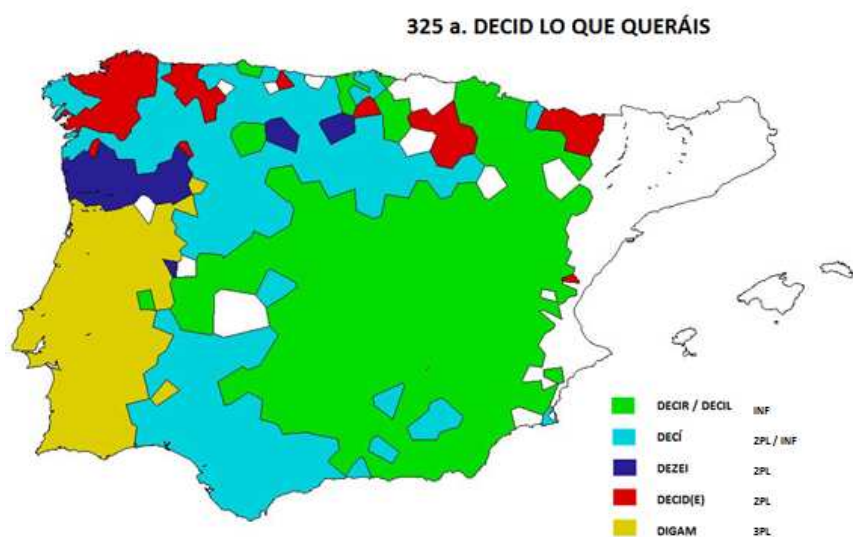 325 a. DECID LO QUE QUERÁIS
DECIR / DECIL INF
DECÍ 2PL / INF
DEZEI 2PL
DECID(E) 2PL
DIGAM 3PL